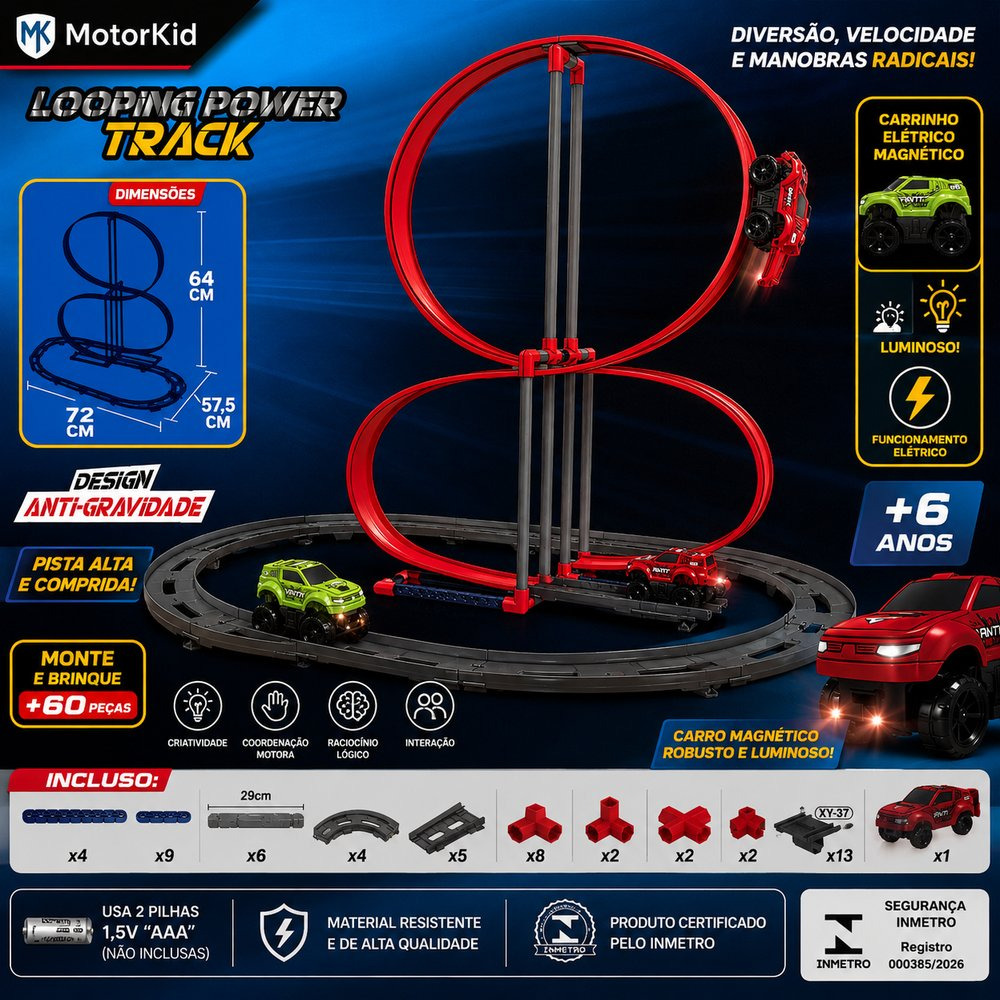 MK MotorKid
LOOPING POWER
TRACK
DIVERSÃO, VELOCIDADE
E MANOBRAS RADICAIS!
DIMENSÕES
64
CM
72
CM
57,5
CM
CARRINHO
ELÉTRICO
MAGNÉTICO
LUMINOSO!
FUNCIONAMENTO
ELÉTRICO
DESIGN
ANTI-GRAVIDADE
+6
ANOS
PISTA ALTA
E COMPRIDA!
MONTE
E BRINQUE
+60 PEÇAS
CRIATIVIDADE
COORDENAÇÃO
MOTORA
RACIOCÍNIO
LÓGICO
INTERAÇÃO
CARRO MAGNÉTICO
ROBUSTO E LUMINOSO!
INCLUSO:
29cm
XY-37
x4
x9
x6
x4
x5
x8
x2
x2
x2
x13
x1
USA 2 PILHAS
1,5V “AAA”
(NÃO INCLUSAS)
MATERIAL RESISTENTE
E DE ALTA QUALIDADE
INMETRO
PRODUTO CERTIFICADO
PELO INMETRO
INMETRO
SEGURANÇA
INMETRO
Registro
000385/2026